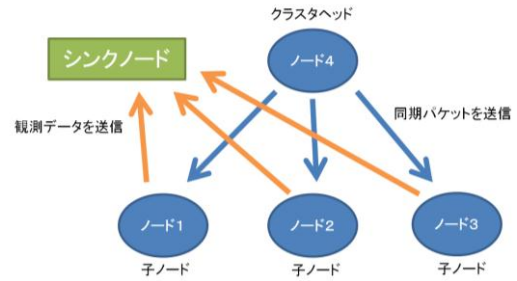 クラスタヘッド
シンクノード
ノード4
観測データを送信
同期パケットを送信
ノード1
ノード2
ノード3
子ノード
子ノード
子ノード